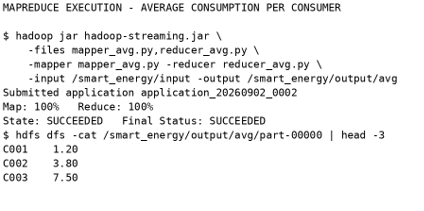 MAPREDUCE EXECUTION - AVERAGE CONSUMPTION PER CONSUMER
$ hadoop jar hadoop-streaming.jar \
-files mapper_avg.py,reducer_avg.py \
-mapper mapper_avg.py -reducer reducer_avg.py \
-input /smart_energy/input -output /smart_energy/output/avg
Submitted application application_20260902_0002
Map: 100%   Reduce: 100%
State: SUCCEEDED   Final Status: SUCCEEDED
$ hdfs dfs -cat /smart_energy/output/avg/part-00000 | head -3
C001    1.20
C002    3.80
C003    7.50